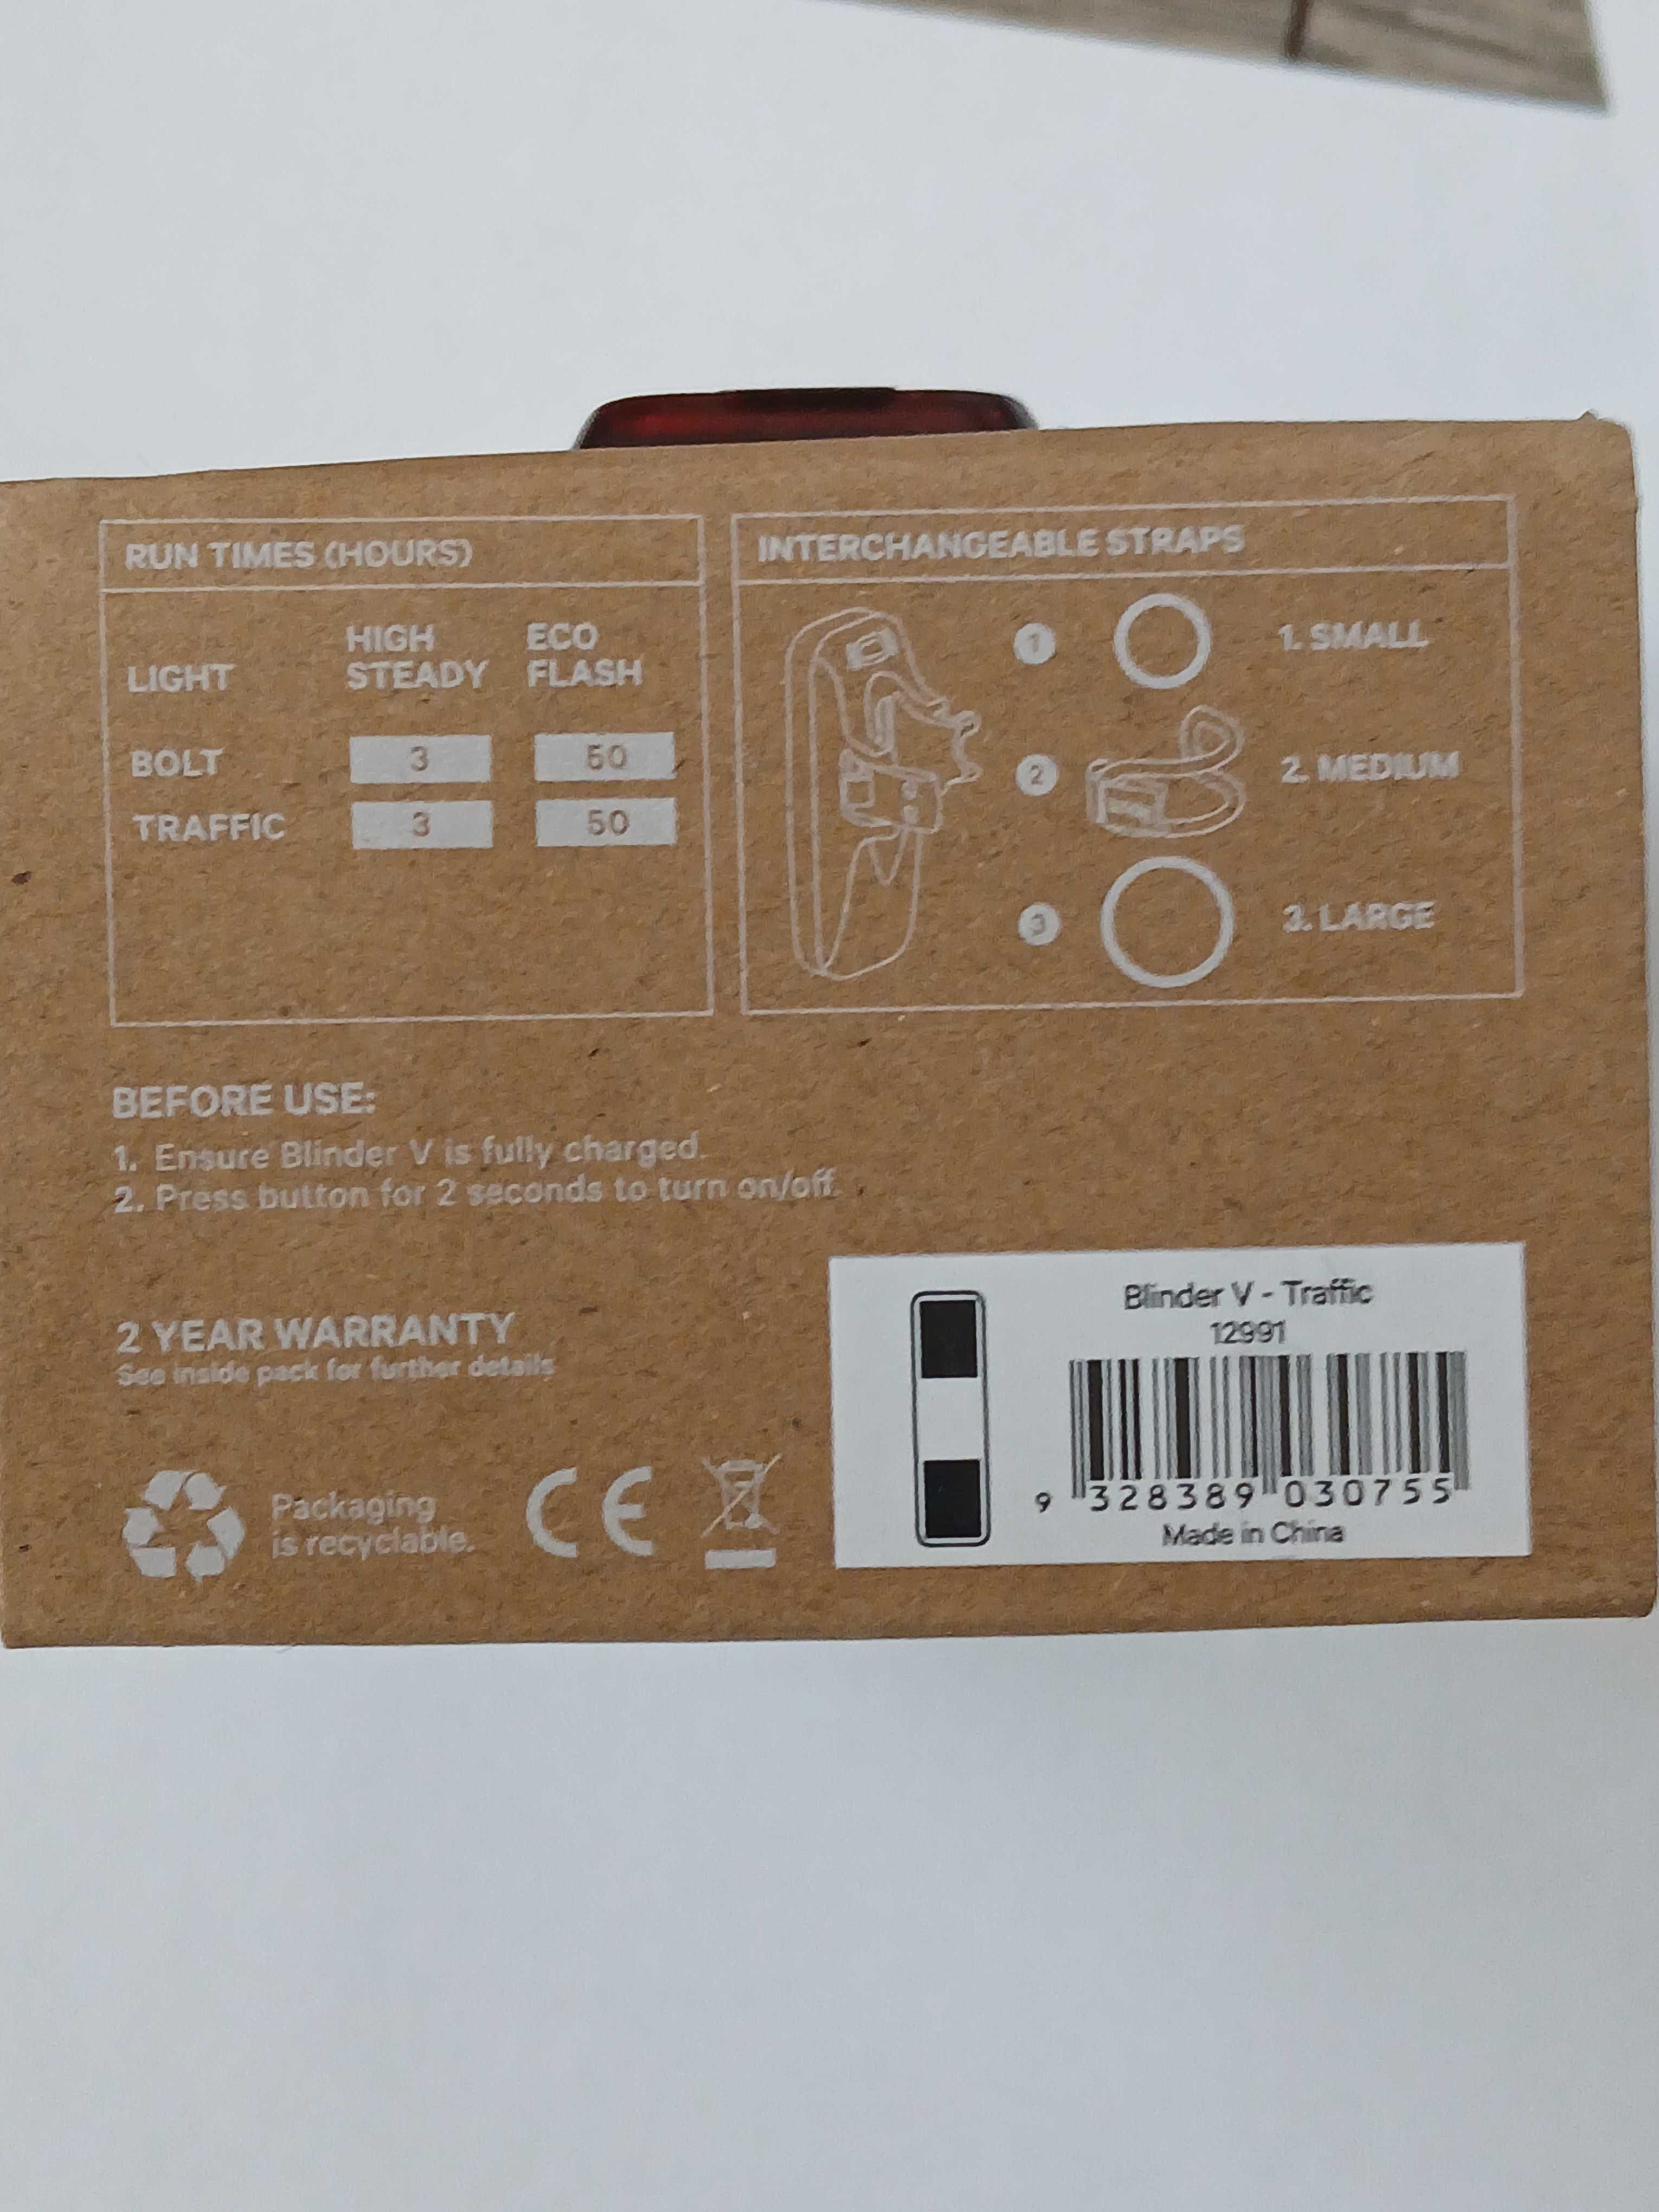 RUN TIMES (HOURS)
LIGHT HIGH STEADY ECO FLASH
BOLT 3 50
TRAFFIC 3 50
INTERCHANGEABLE STRAPS
1 1. SMALL
2 2. MEDIUM
3 3. LARGE
BEFORE USE:
1. Ensure Blinder V is fully charged.
2. Press button for 2 seconds to turn on/off.
2 YEAR WARRANTY
See inside pack for further details
Packaging
is recyclable.
CE
Blinder V - Traffic
12991
9 328389 030755
Made in China